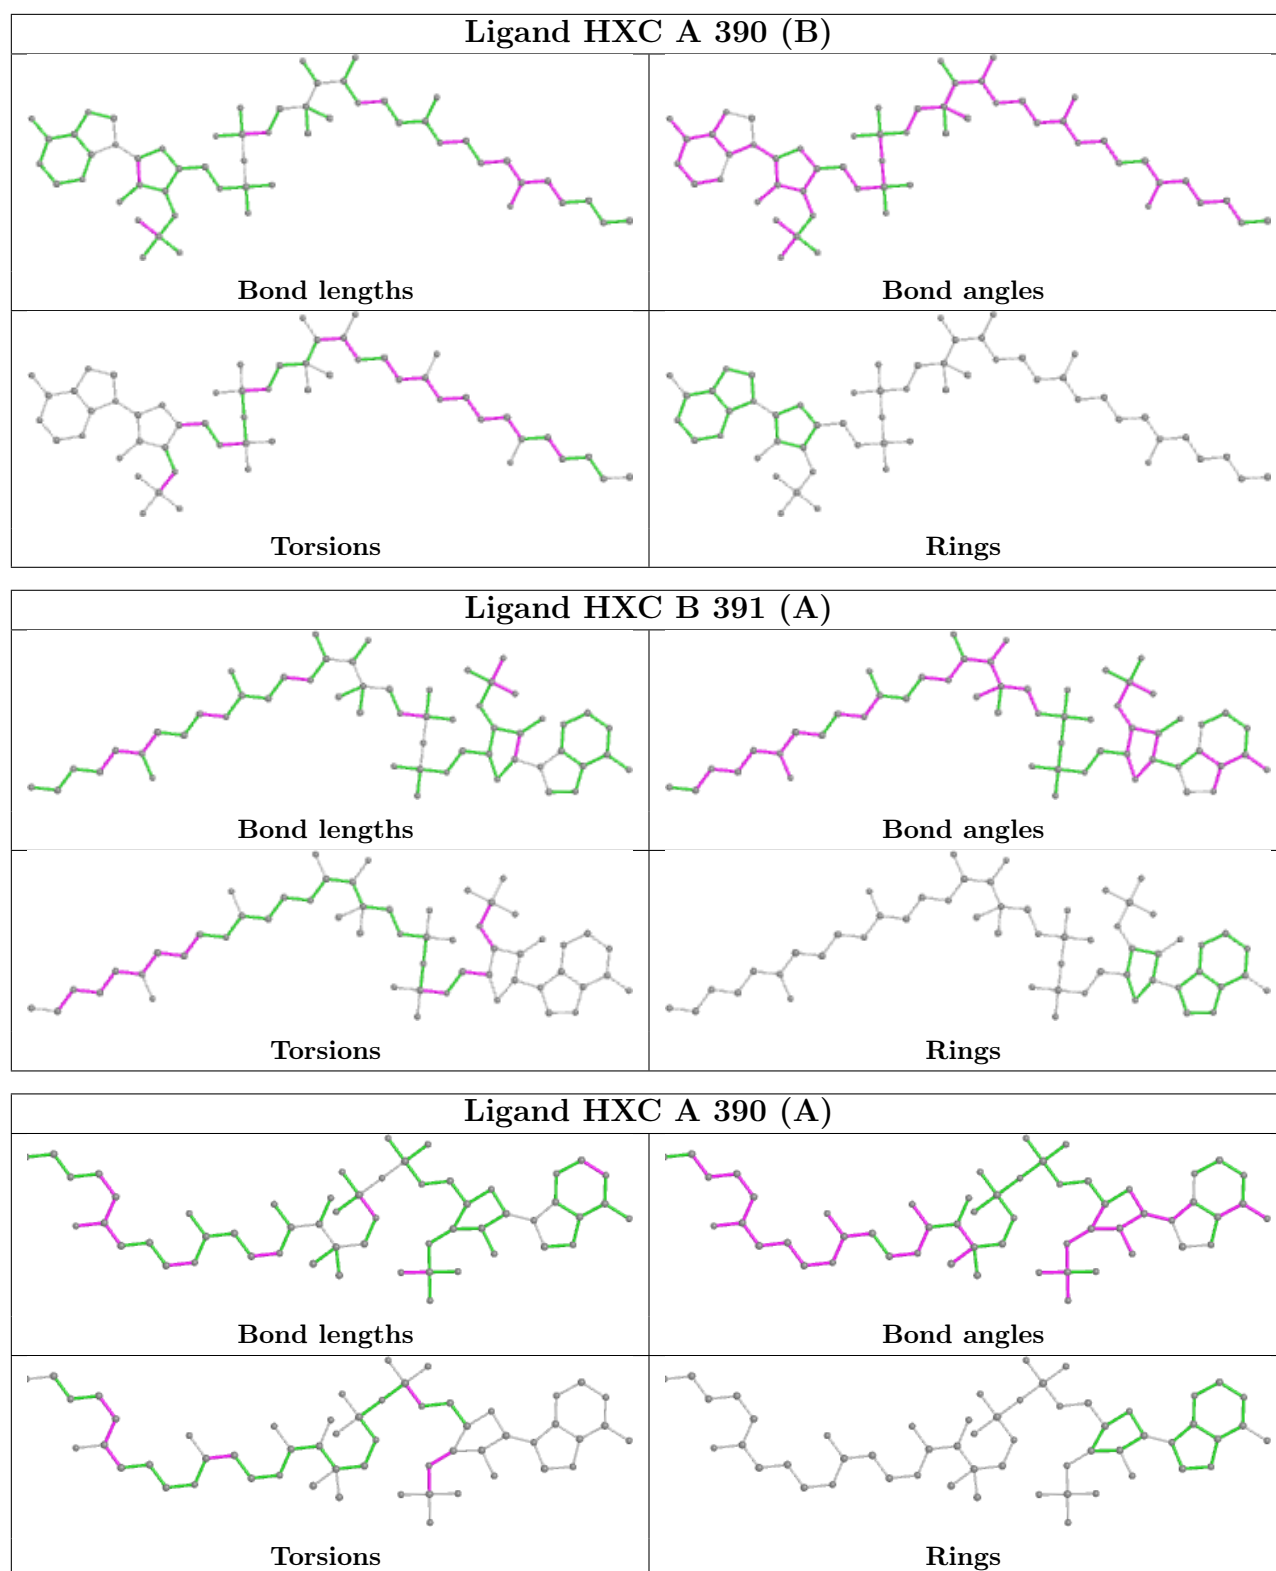 Ligand HXC A 390 (B)
Bond lengths
Bond angles
Torsions
Rings
Ligand HXC B 391 (A)
Bond lengths
Bond angles
Torsions
Rings
Ligand HXC A 390 (A)
Bond lengths
Bond angles
Torsions
Rings